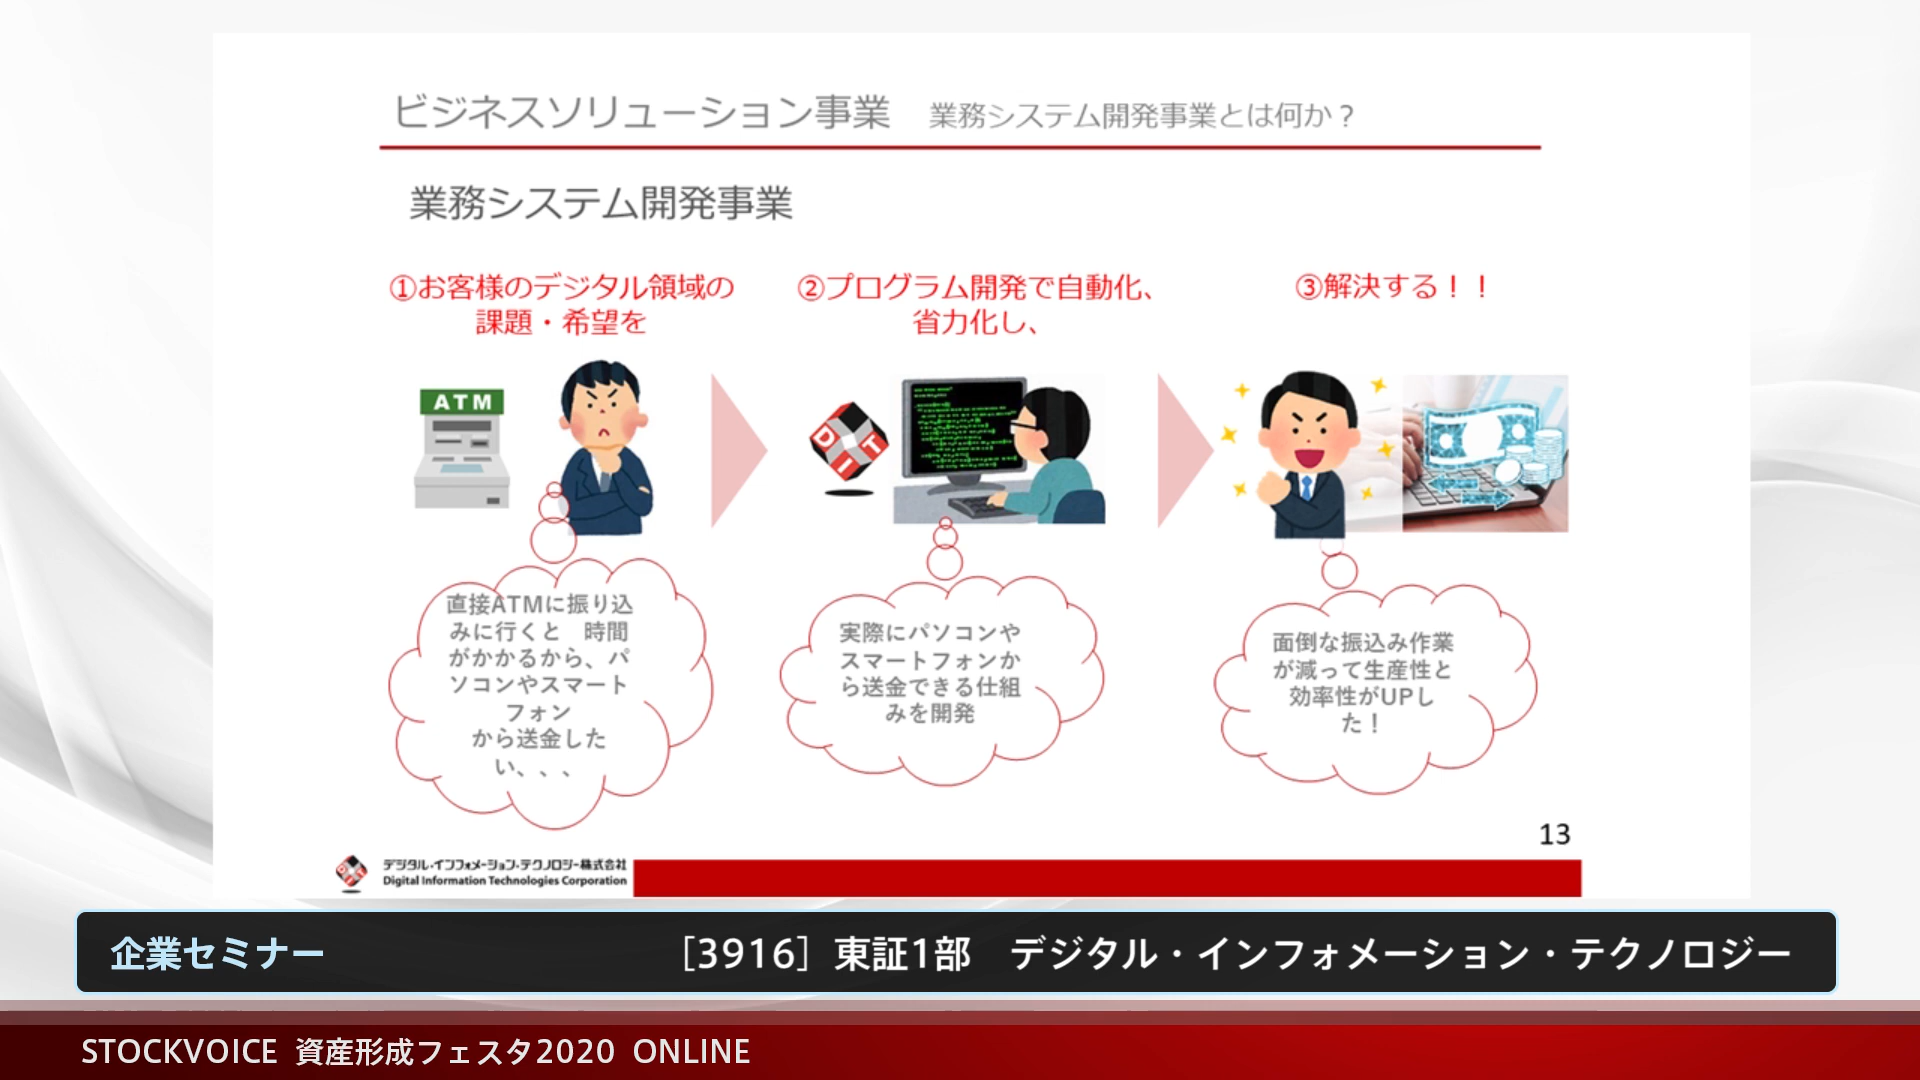 ビジネスソリューション事業　業務システム開発事業とは何か？
業務システム開発事業
①お客様のデジタル領域の
課題・希望を
②プログラム開発で自動化、
省力化し、
③解決する！！
ATM
DIT
直接ATMに振り込
みに行くと　時間
がかかるから、パ
ソコンやスマート
フォン
から送金した
い、、、
実際にパソコンや
スマートフォンか
ら送金できる仕組
みを開発
面倒な振込み作業
が減って生産性と
効率性がUPし
た！
13
デジタル・インフォメーション・テクノロジー株式会社
Digital Information Technologies Corporation
企業セミナー
［3916］東証1部　デジタル・インフォメーション・テクノロジー
STOCKVOICE 資産形成フェスタ2020 ONLINE